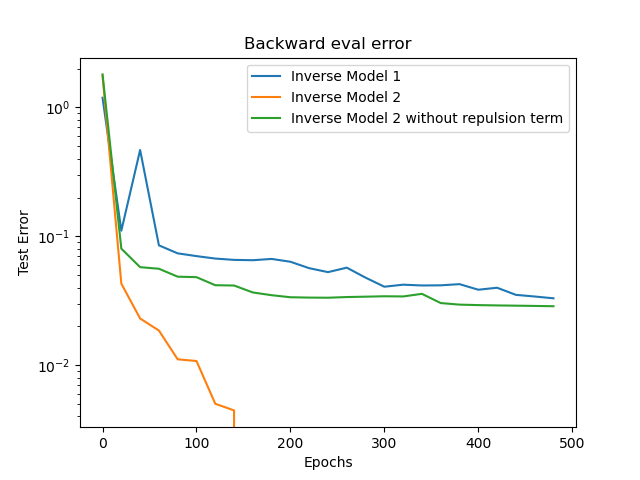 Backward eval error
Inverse Model 1
Inverse Model 2
Inverse Model 2 without repulsion term
Test Error
10⁰
10⁻¹
10⁻²
0 100 200 300 400 500
Epochs